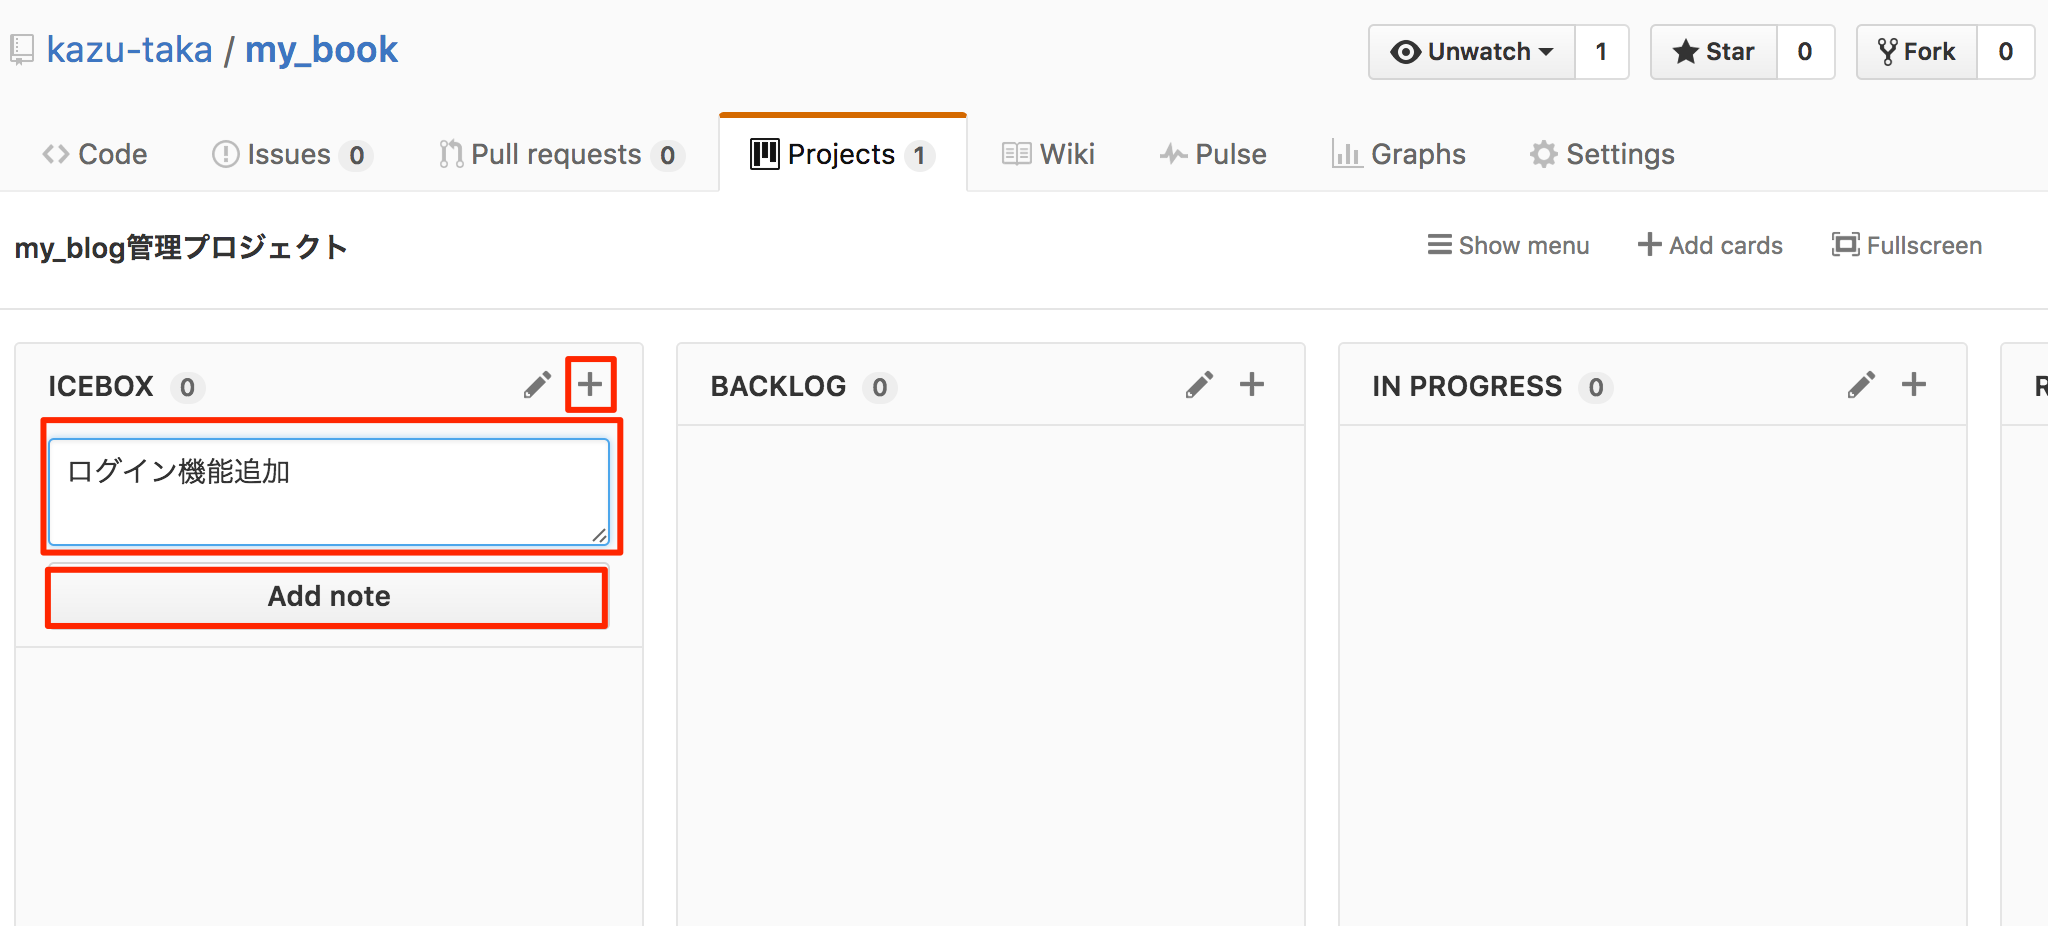 kazu-taka / my_book
Unwatch 1 Star 0 Fork 0
Code Issues 0 Pull requests 0 Projects 1 Wiki Pulse Graphs Settings
my_blog管理プロジェクト
Show menu Add cards Fullscreen
ICEBOX 0
ログイン機能追加
Add note
BACKLOG 0
IN PROGRESS 0
R